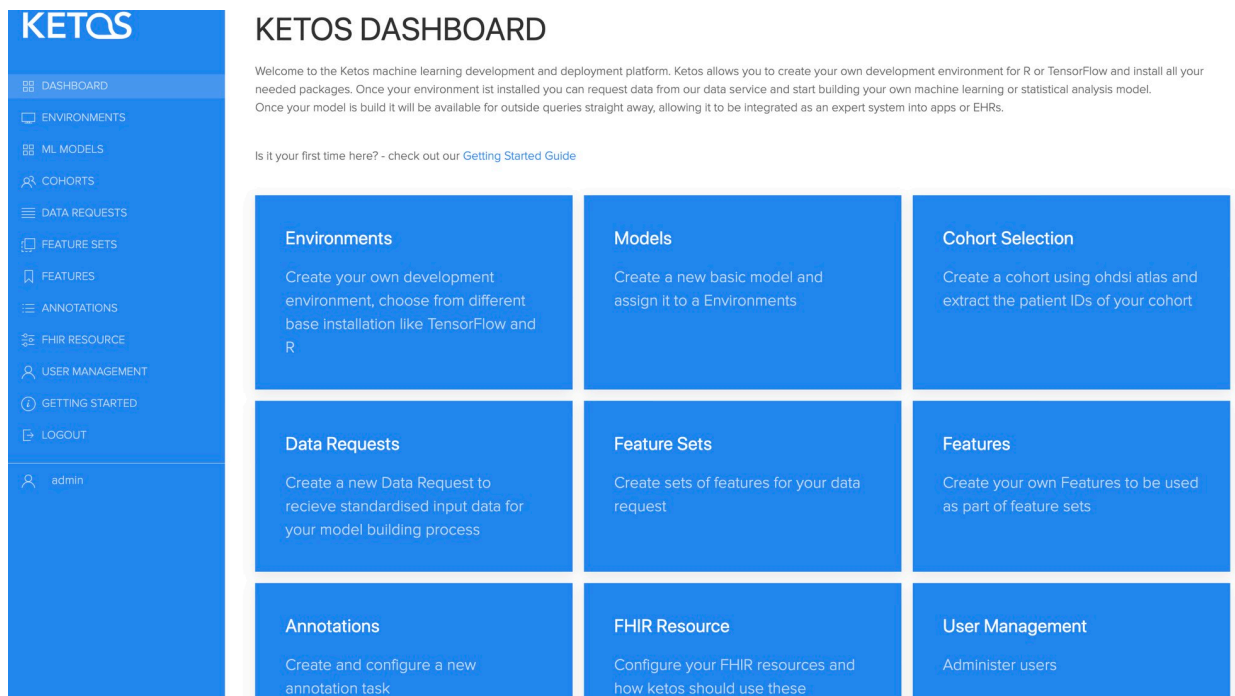 KETOS
DASHBOARD
ENVIRONMENTS
ML MODELS
COHORTS
DATA REQUESTS
FEATURE SETS
FEATURES
ANNOTATIONS
FHIR RESOURCE
USER MANAGEMENT
GETTING STARTED
LOGOUT
admin
KETOS DASHBOARD
Welcome to the Ketos machine learning development and deployment platform. Ketos allows you to create your own development environment for R or TensorFlow and install all your
needed packages. Once your environment ist installed you can request data from our data service and start building your own machine learning or statistical analysis model.
Once your model is build it will be available for outside queries straight away, allowing it to be integrated as an expert system into apps or EHRs.
Is it your first time here? - check out our Getting Started Guide
Environments
Create your own development
environment, choose from different
base installation like TensorFlow and
R
Models
Create a new basic model and
assign it to a Environments
Cohort Selection
Create a cohort using ohdsi atlas and
extract the patient IDs of your cohort
Data Requests
Create a new Data Request to
recieve standardised input data for
your model building process
Feature Sets
Create sets of features for your data
request
Features
Create your own Features to be used
as part of feature sets
Annotations
Create and configure a new
annotation task
FHIR Resource
Configure your FHIR resources and
how ketos should use these
User Management
Administer users